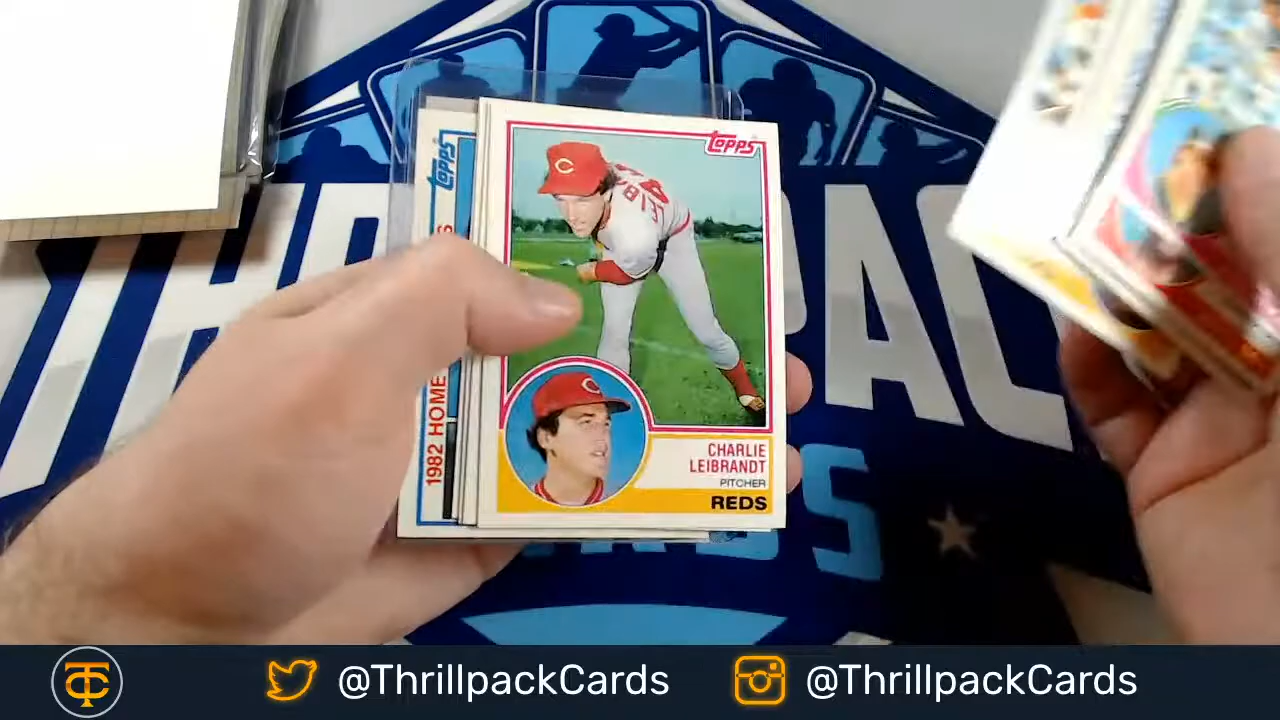 Topps
Topps
1982 HOME
CHARLIE
LEIBRANDT
PITCHER
REDS
@ThrillpackCards
@ThrillpackCards